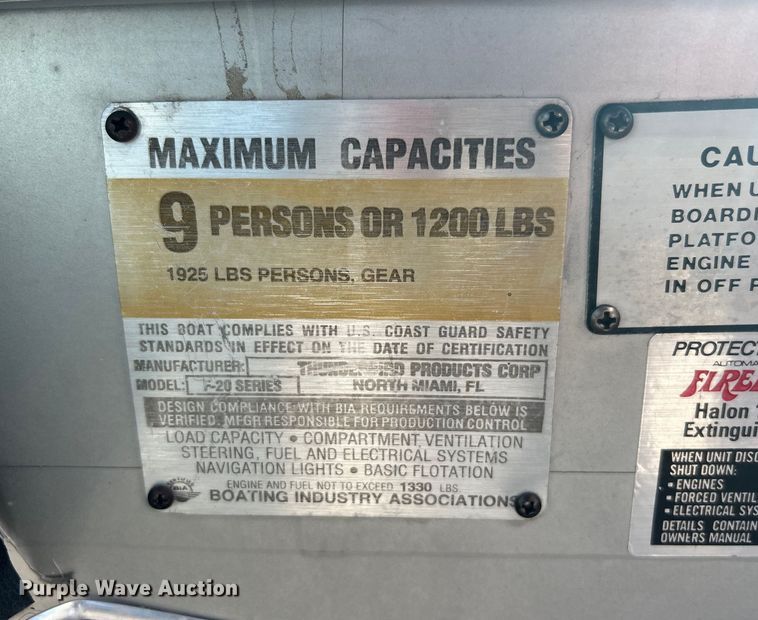 MAXIMUM CAPACITIES
9 PERSONS OR 1200 LBS
1925 LBS PERSONS, GEAR
THIS BOAT COMPLIES WITH U.S. COAST GUARD SAFETY
STANDARDS IN EFFECT ON THE DATE OF CERTIFICATION
MANUFACTURER: THUNDERBIRD PRODUCTS CORP
MODEL: F-20 SERIES NORTH MIAMI, FL
DESIGN COMPLIANCE WITH BIA REQUIREMENTS BELOW IS
VERIFIED. MFGR RESPONSIBLE FOR PRODUCTION CONTROL
LOAD CAPACITY • COMPARTMENT VENTILATION
STEERING, FUEL AND ELECTRICAL SYSTEMS
NAVIGATION LIGHTS • BASIC FLOTATION
ENGINE AND FUEL NOT TO EXCEED 1330 LBS.
BIA
BOATING INDUSTRY ASSOCIATIONS
CAU
WHEN U
BOARDI
PLATFO
ENGINE
IN OFF P
PROTECT
AUTOMA
FIRE
Halon
Extingui
WHEN UNIT DISC
SHUT DOWN:
• ENGINES
• FORCED VENTIL
• ELECTRICAL SYS
DETAILS CONTAIN
OWNERS MANUAL
Purple Wave Auction